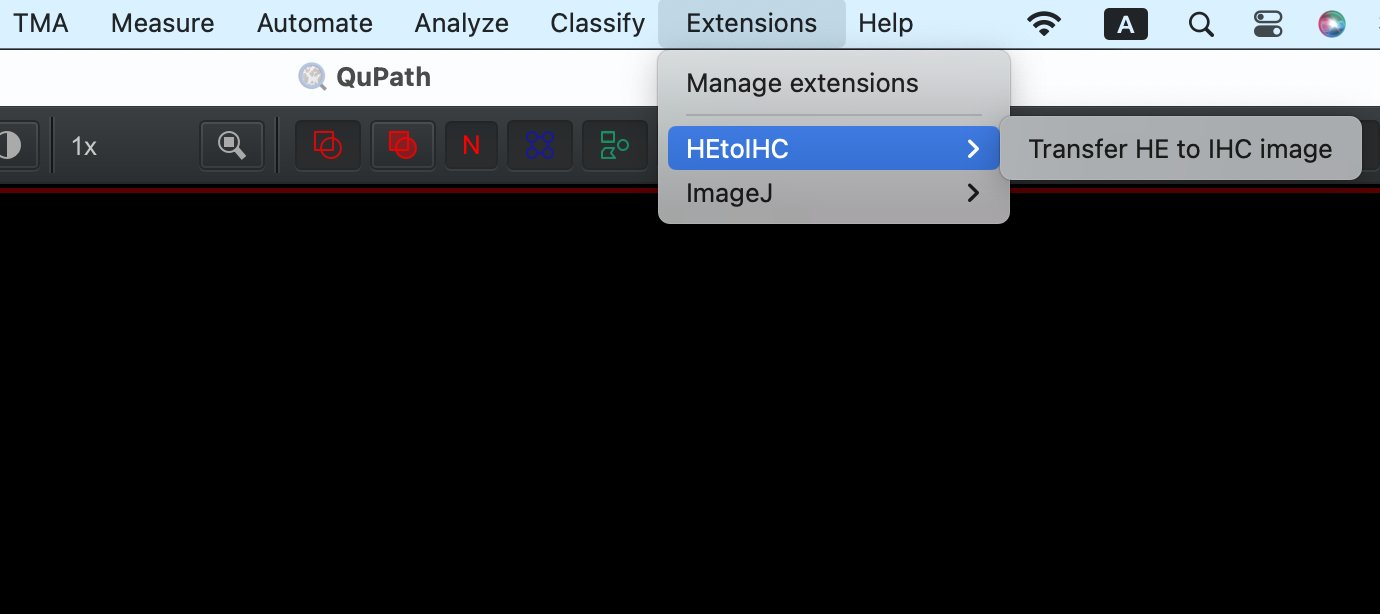 TMA Measure Automate Analyze Classify Extensions Help A
QuPath
Manage extensions
1x N HEtoIHC Transfer HE to IHC image
ImageJ